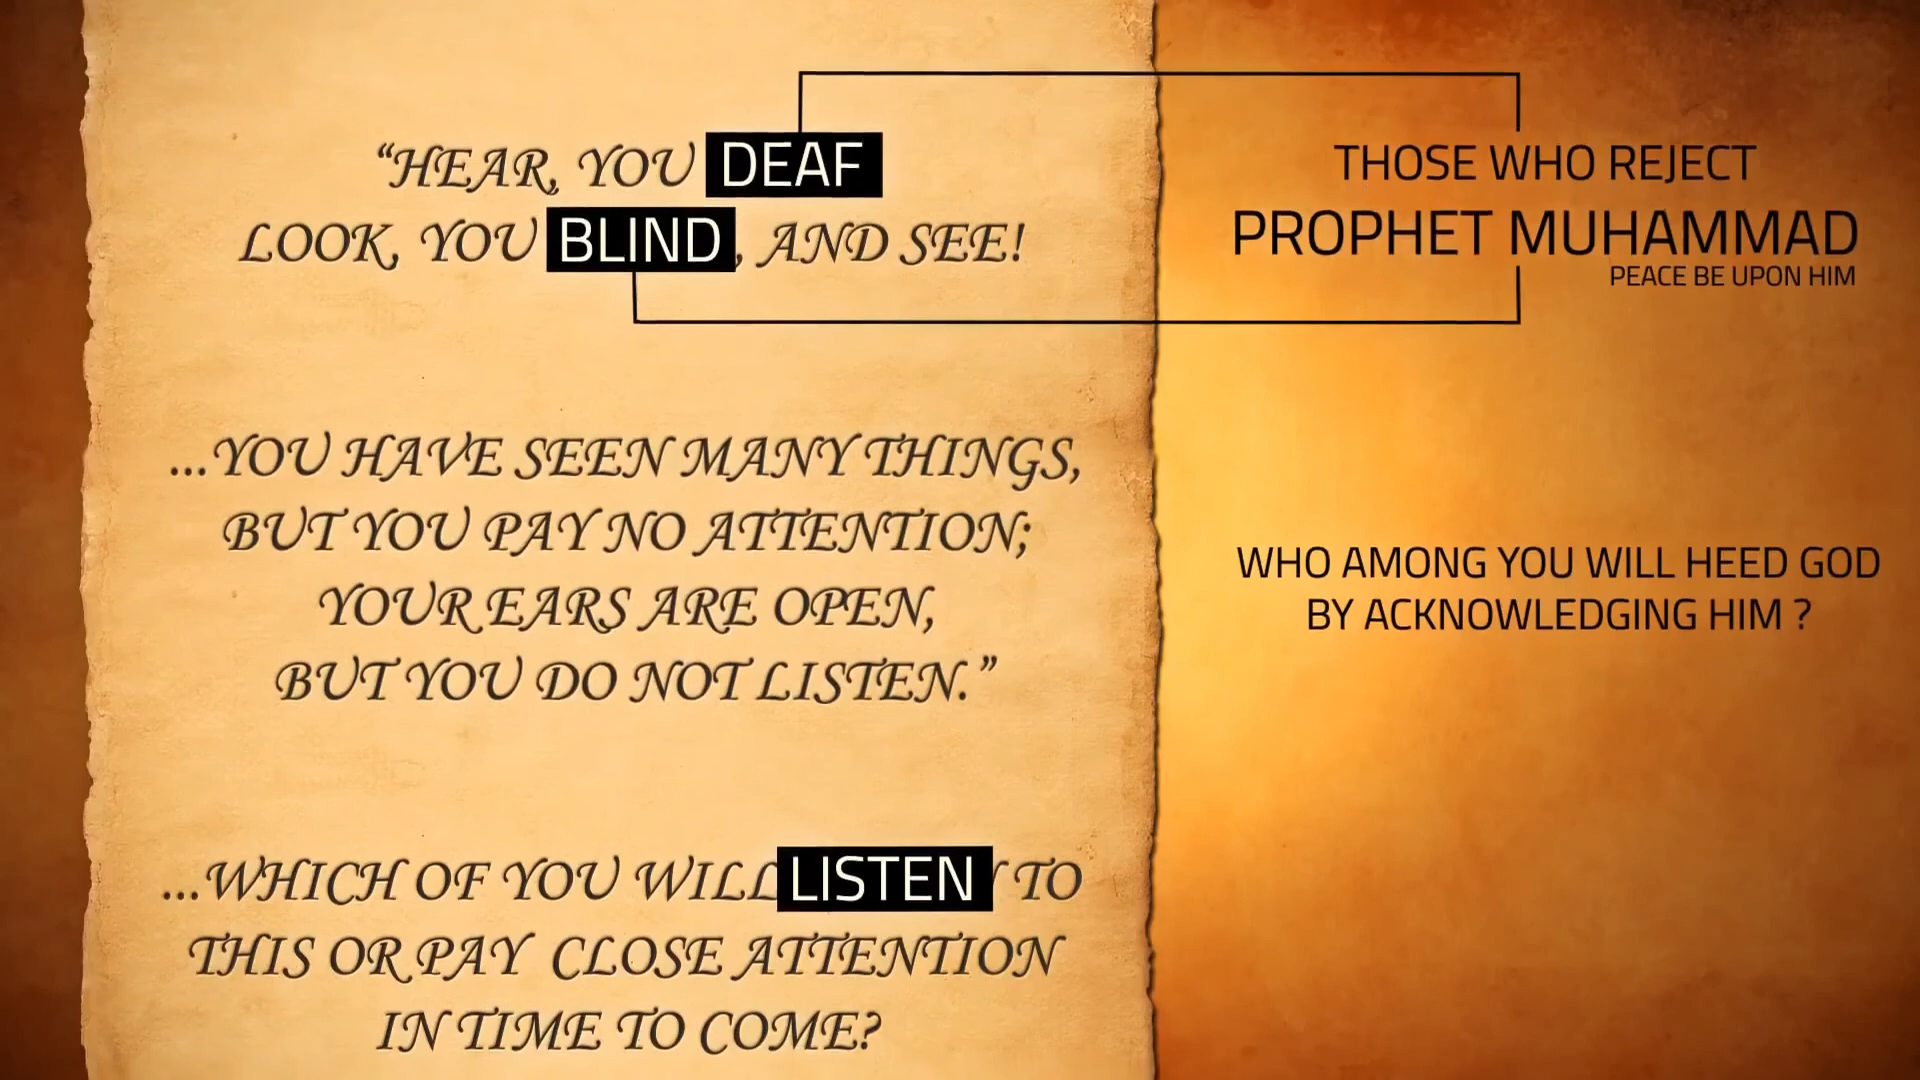 “HEAR, YOU DEAF
LOOK, YOU BLIND, AND SEE!
THOSE WHO REJECT
PROPHET MUHAMMAD
PEACE BE UPON HIM
...YOU HAVE SEEN MANY THINGS,
BUT YOU PAY NO ATTENTION;
YOUR EARS ARE OPEN,
BUT YOU DO NOT LISTEN.”
WHO AMONG YOU WILL HEED GOD
BY ACKNOWLEDGING HIM ?
...WHICH OF YOU WILL LISTEN TO
THIS OR PAY CLOSE ATTENTION
IN TIME TO COME?